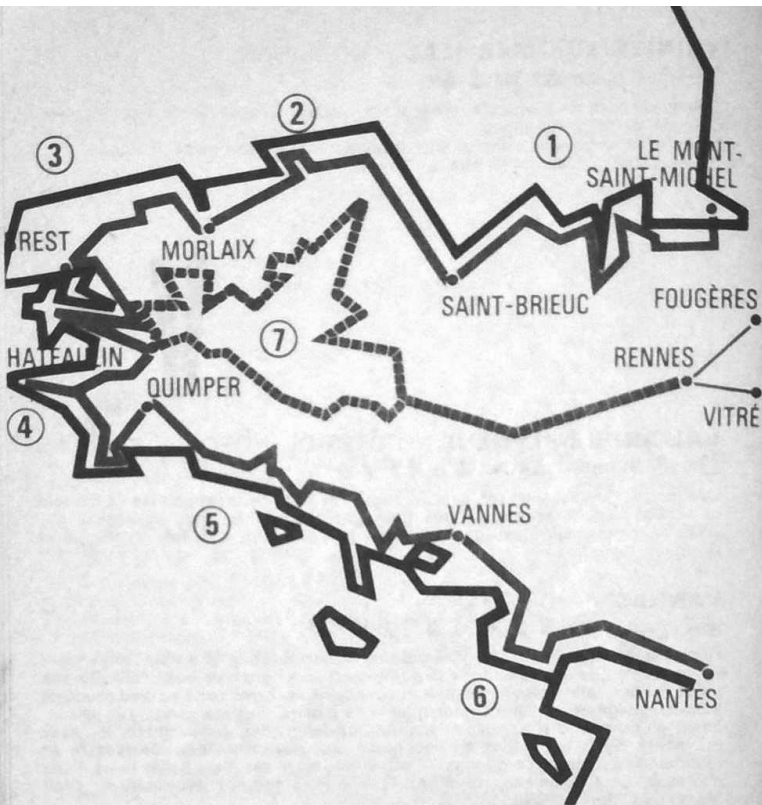 2
3
1
LE MONT-
SAINT-MICHEL
BREST
MORLAIX
SAINT-BRIEUC
FOUGÈRES
7
HATEAULIN
RENNES
QUIMPER
VITRÉ
4
5
VANNES
6
NANTES